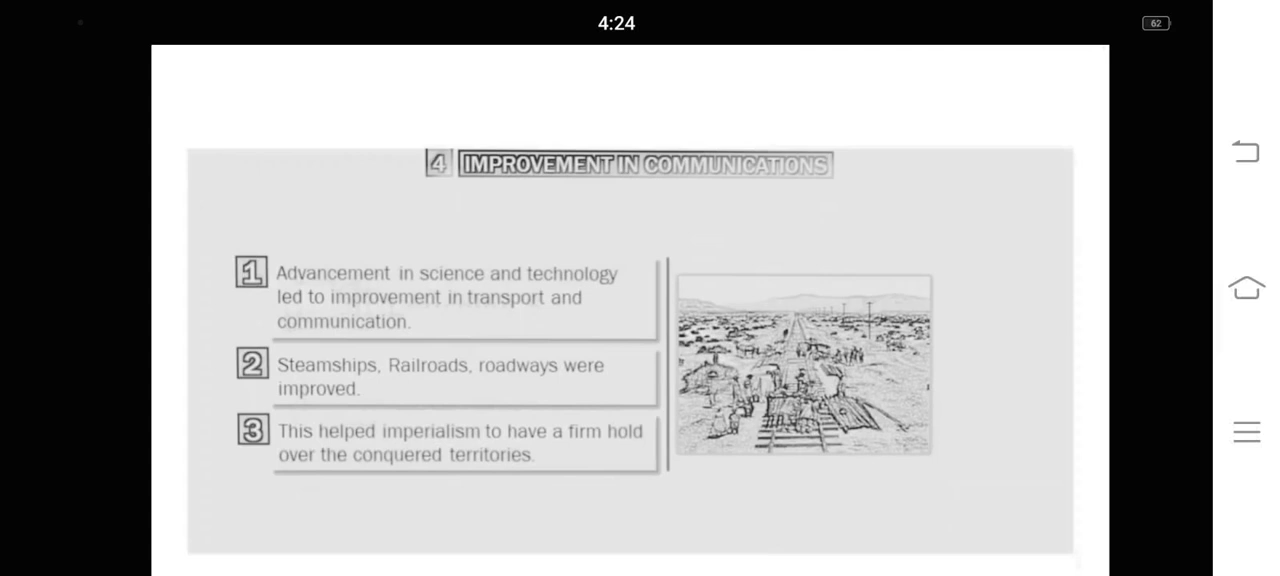 4:24
62
4 IMPROVEMENT IN COMMUNICATIONS
1 Advancement in science and technology
led to improvement in transport and
communication.
2 Steamships, Railroads, roadways were
improved.
3 This helped imperialism to have a firm hold
over the conquered territories.